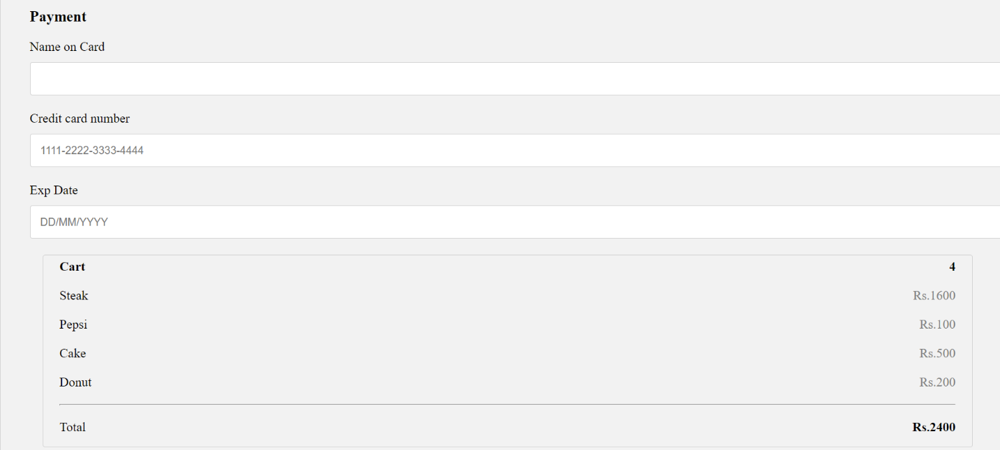 Payment
Name on Card
Credit card number
1111-2222-3333-4444
Exp Date
DD/MM/YYYY
Cart 4
Steak Rs.1600
Pepsi Rs.100
Cake Rs.500
Donut Rs.200
Total Rs.2400